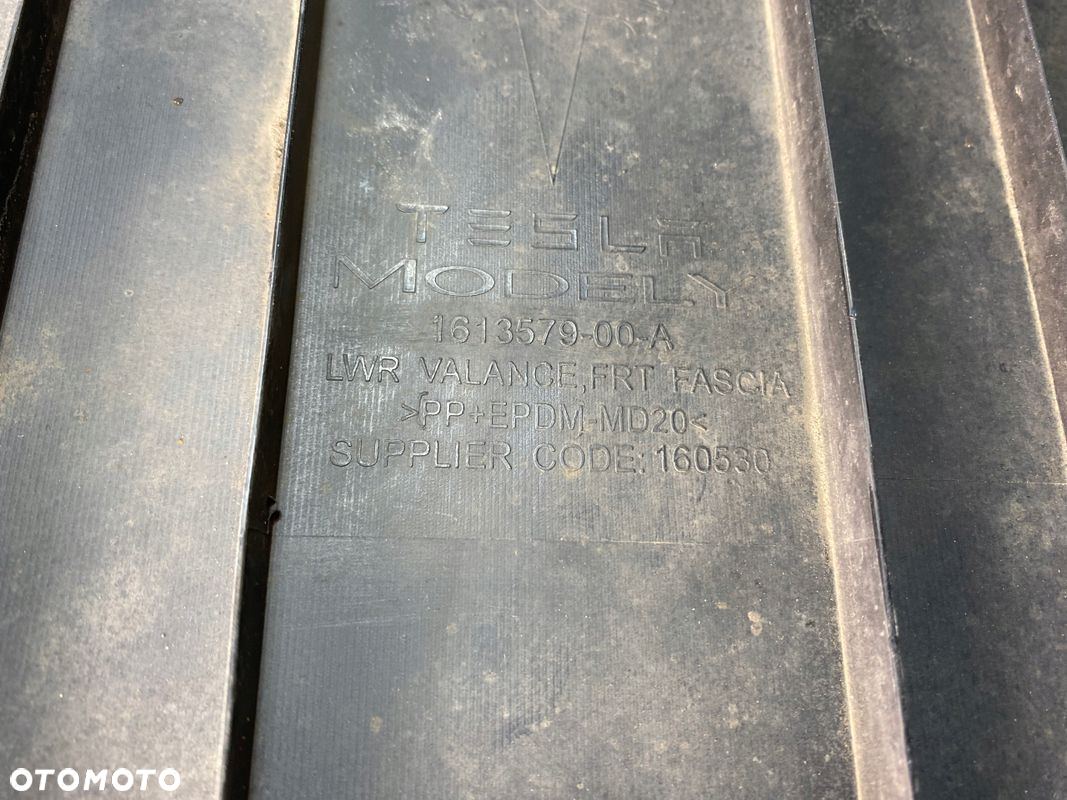 TESLA
MODEL Y
1613579-00-A
LWR VALANCE,FRT FASCIA
>PP+EPDM-MD20<
SUPPLIER CODE:160530
OTOMOTO